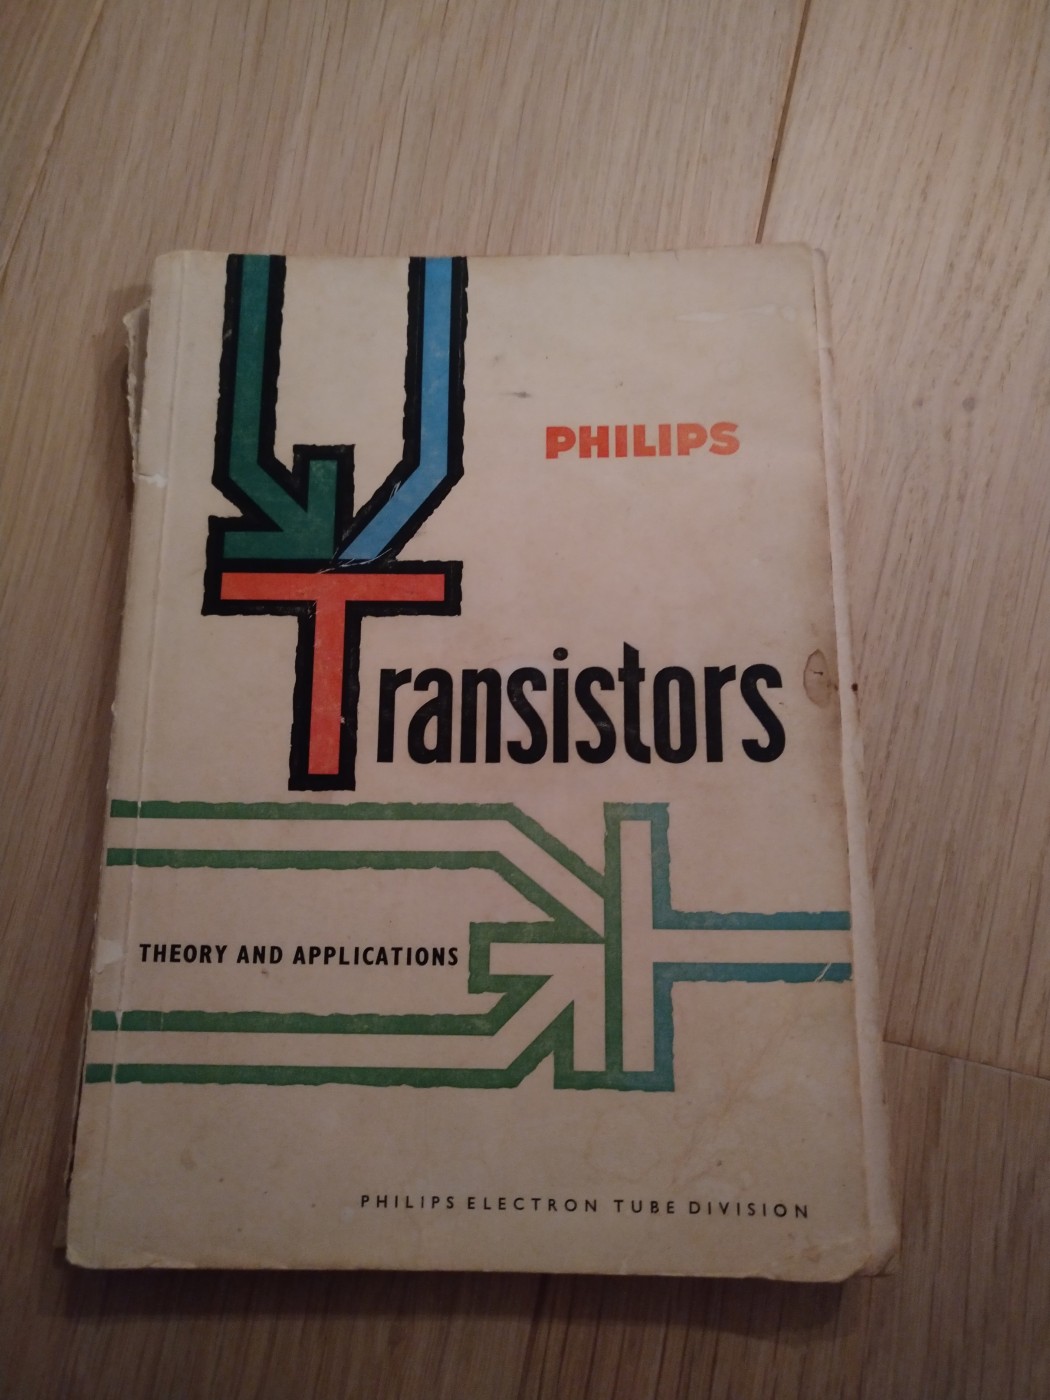 PHILIPS
Transistors
THEORY AND APPLICATIONS
PHILIPS ELECTRON TUBE DIVISION